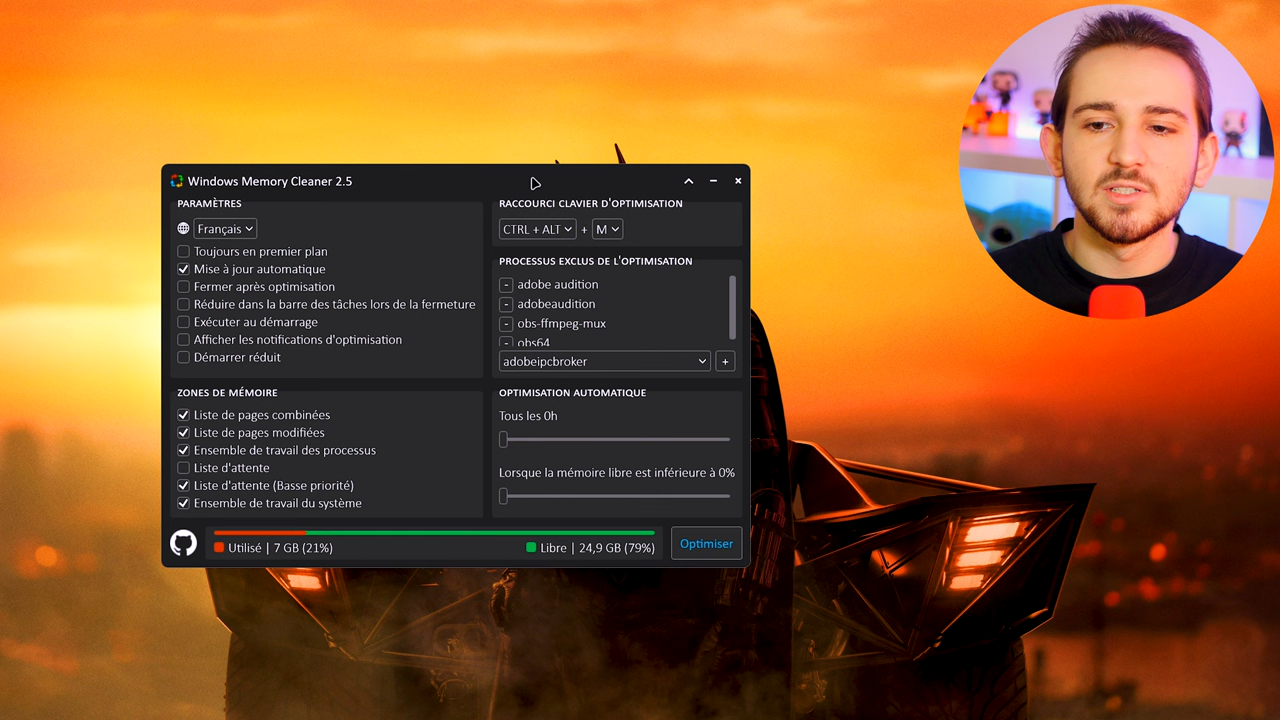 Windows Memory Cleaner 2.5
PARAMÈTRES
Français
Toujours en premier plan
Mise à jour automatique
Fermer après optimisation
Réduire dans la barre des tâches lors de la fermeture
Exécuter au démarrage
Afficher les notifications d'optimisation
Démarrer réduit
ZONES DE MÉMOIRE
Liste de pages combinées
Liste de pages modifiées
Ensemble de travail des processus
Liste d'attente
Liste d'attente (Basse priorité)
Ensemble de travail du système
RACCOURCI CLAVIER D'OPTIMISATION
CTRL + ALT + M
PROCESSUS EXCLUS DE L'OPTIMISATION
- adobe audition
- adobeaudition
- obs-ffmpeg-mux
- obs64
adobeipcbroker +
OPTIMISATION AUTOMATIQUE
Tous les 0h
Lorsque la mémoire libre est inférieure à 0%
Utilisé | 7 GB (21%)
Libre | 24,9 GB (79%)
Optimiser